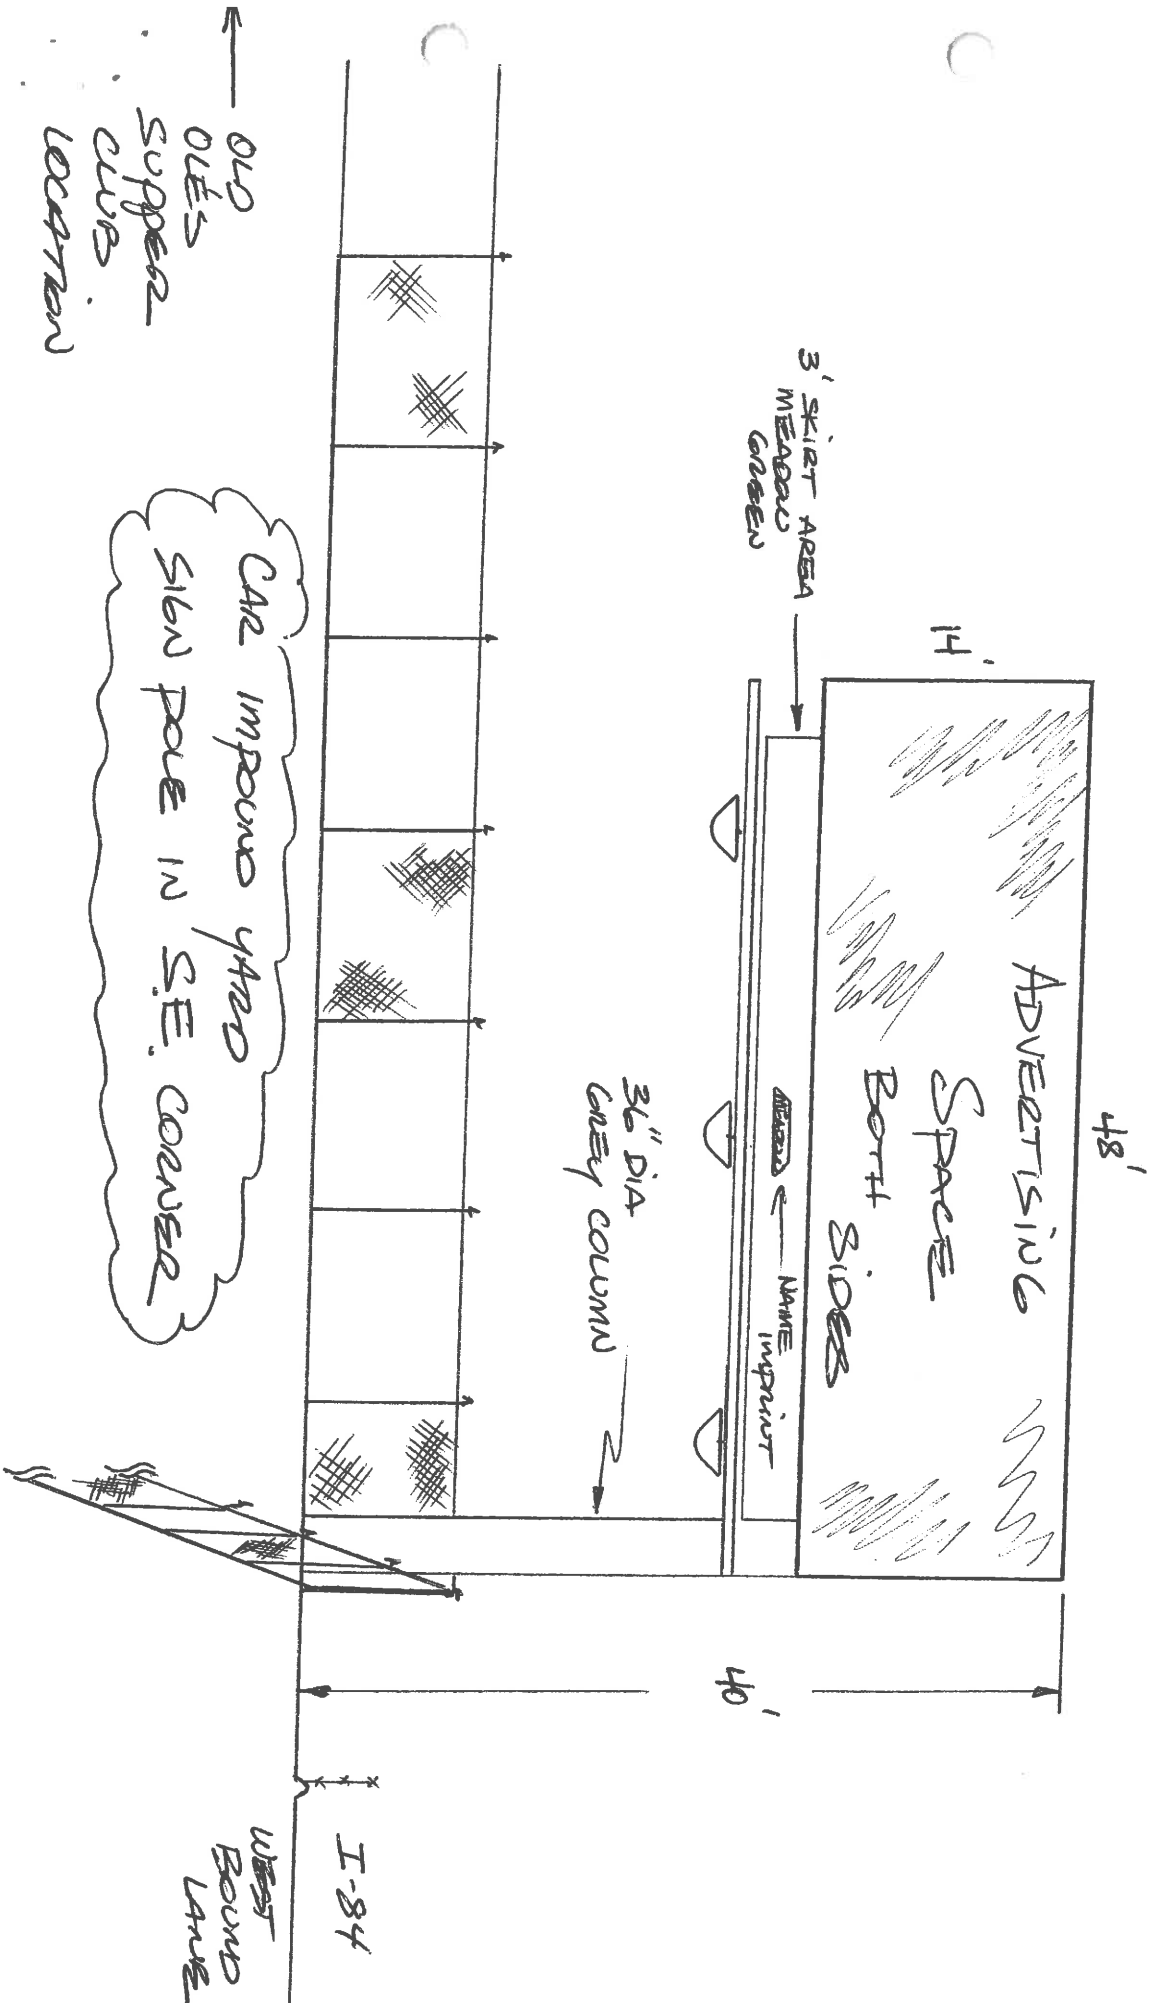 48'
14'
ADVERTISING
SPACE
BOTH
SIDES
3' SKIRT AREA
MEADOW
GREEN
NAME
IMPRINT
36" DIA
GREY COLUMN
40'
I-84
WEST
BOUND
LANE
OLD
OLE'S
SUPPER
CLUB
LOCATION
CAR IMPOUND YARD
SIGN POLE IN S.E. CORNER